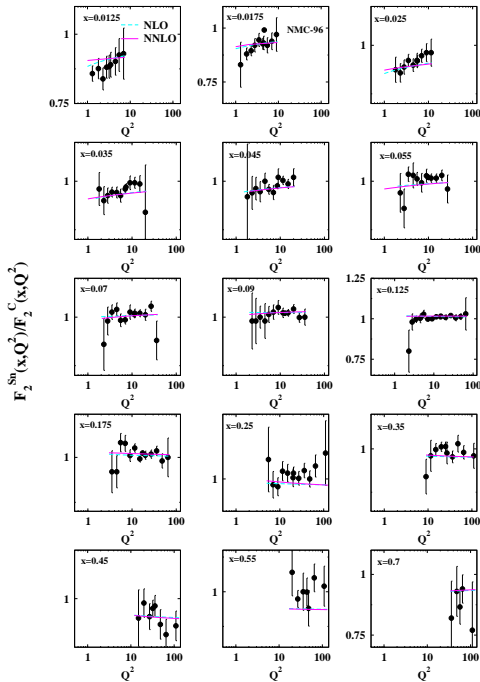 x=0.0125
NLO
NNLO
1
0.75
1 10 100
Q²
x=0.0175
NMC-96
1
0.75
1 10 100
Q²
x=0.025
1
1 10 100
Q²
x=0.035
1
1 10 100
Q²
x=0.045
1
1 10 100
Q²
x=0.055
1
1 10 100
Q²
F₂^Sn(x,Q²)/F₂^C(x,Q²)
x=0.07
1
1 10 100
Q²
x=0.09
1
1 10 100
Q²
x=0.125
1.25
1
0.75
1 10 100
Q²
x=0.175
1
1 10 100
Q²
x=0.25
1
1 10 100
Q²
x=0.35
1
1 10 100
Q²
x=0.45
1
1 10 100
Q²
x=0.55
1
1 10 100
Q²
x=0.7
1
0.75
1 10 100
Q²